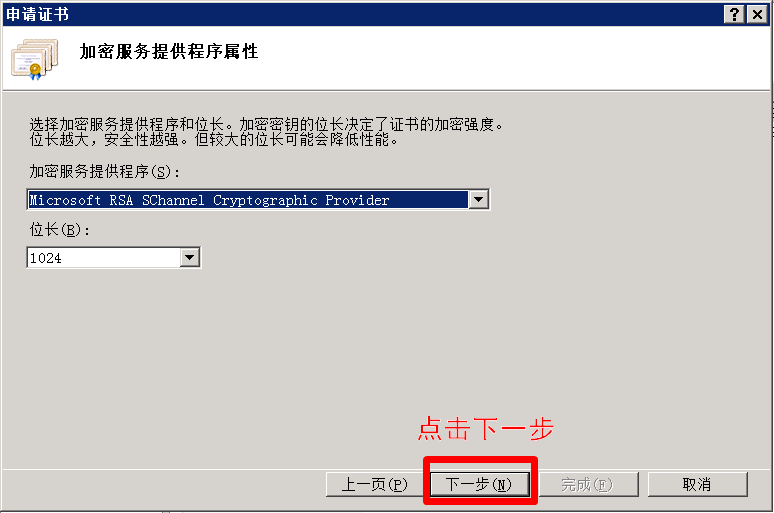 申请证书
加密服务提供程序属性
选择加密服务提供程序和位长。加密密钥的位长决定了证书的加密强度。
位长越大，安全性越强。但较大的位长可能会降低性能。
加密服务提供程序(S):
Microsoft RSA SChannel Cryptographic Provider
位长(B):
1024
点击下一步
上一页(P) 下一步(N) 完成(F) 取消